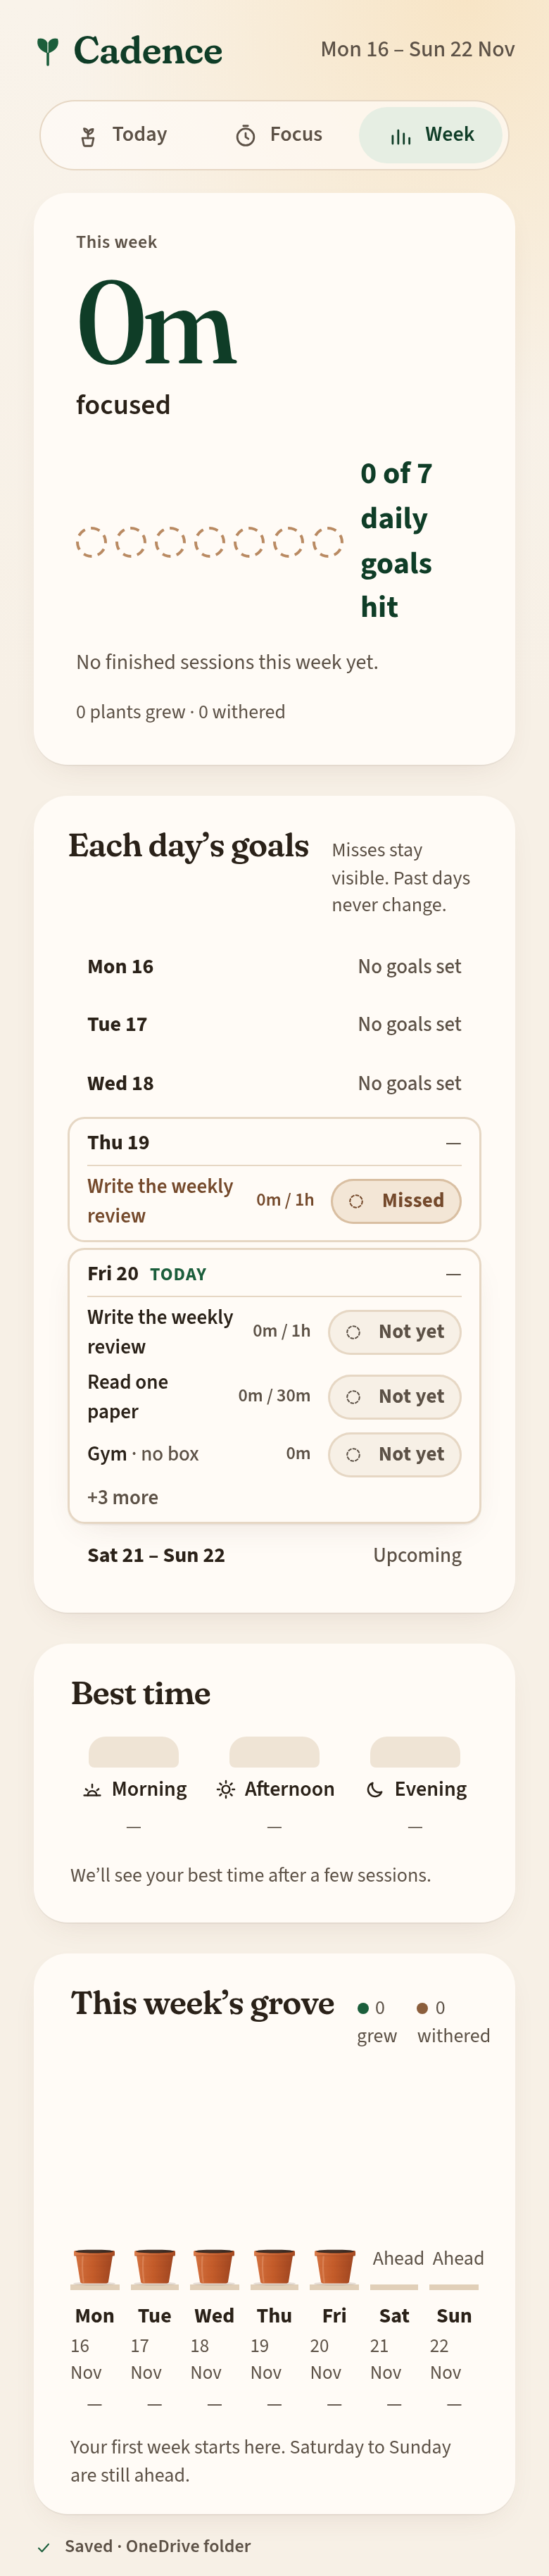 Cadence
Mon 16 – Sun 22 Nov
Today
Focus
Week
This week
0m
focused
0 of 7
daily
goals
hit
No finished sessions this week yet.
0 plants grew · 0 withered
Each day’s goals
Misses stay
visible. Past days
never change.
Mon 16
No goals set
Tue 17
No goals set
Wed 18
No goals set
Thu 19
—
Write the weekly
review
0m / 1h
Missed
Fri 20 TODAY
—
Write the weekly
review
0m / 1h
Not yet
Read one
paper
0m / 30m
Not yet
Gym · no box
0m
Not yet
+3 more
Sat 21 – Sun 22
Upcoming
Best time
Morning
Afternoon
Evening
—
—
—
We’ll see your best time after a few sessions.
This week’s grove
0
grew
0
withered
Ahead
Ahead
Mon
Tue
Wed
Thu
Fri
Sat
Sun
16
Nov
17
Nov
18
Nov
19
Nov
20
Nov
21
Nov
22
Nov
—
—
—
—
—
—
—
Your first week starts here. Saturday to Sunday
are still ahead.
Saved · OneDrive folder